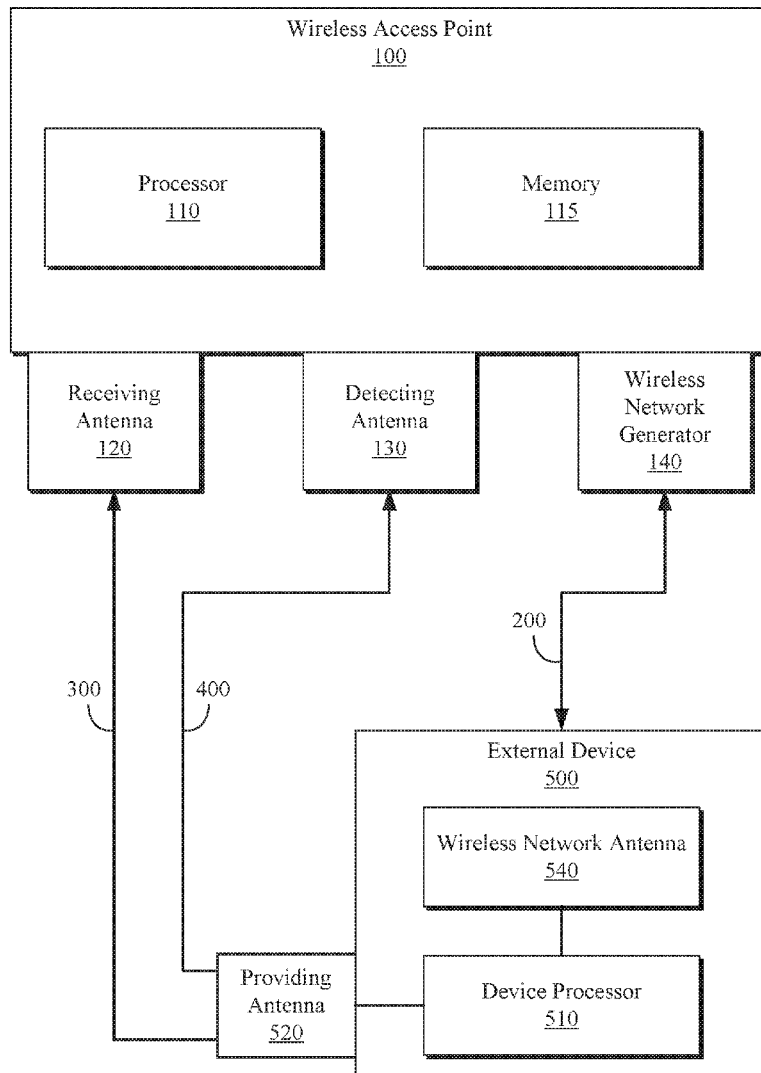 Wireless Access Point
100
Processor
110
Memory
115
Receiving
Antenna
120
Detecting
Antenna
130
Wireless
Network
Generator
140
200
300
400
External Device
500
Wireless Network Antenna
540
Providing
Antenna
520
Device Processor
510